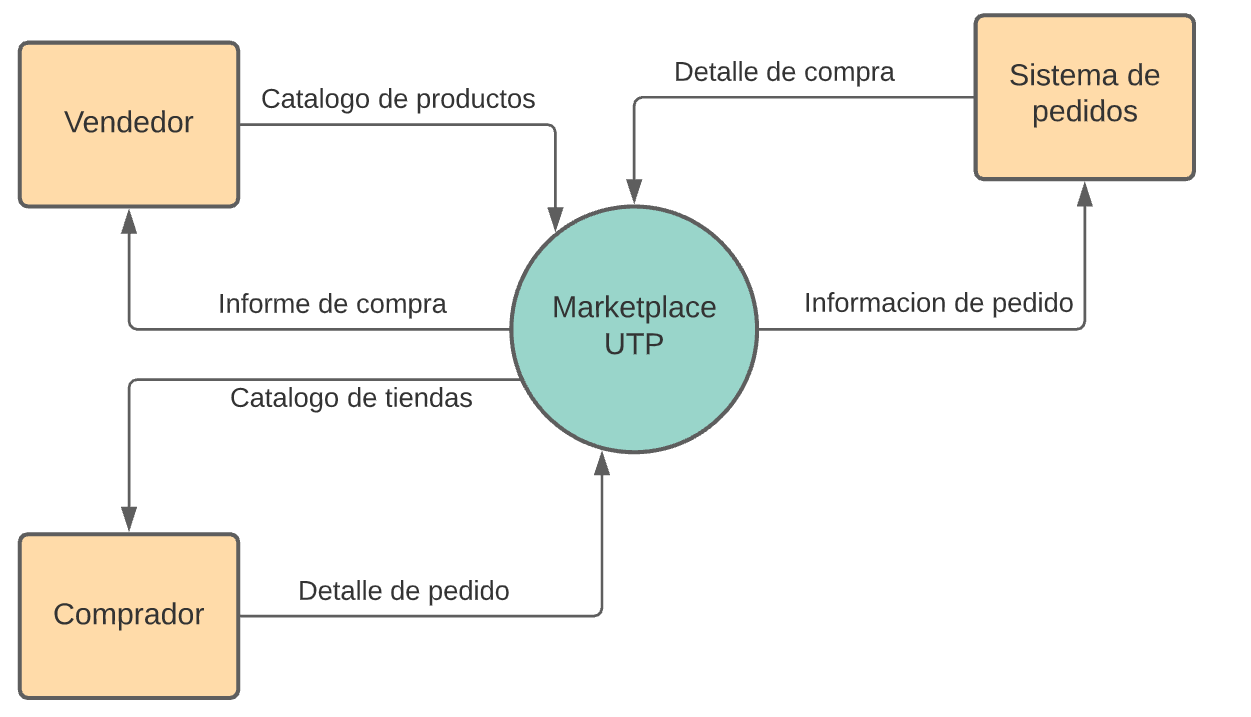 Vendedor
Catalogo de productos
Detalle de compra
Sistema de
pedidos
Informe de compra
Marketplace
UTP
Informacion de pedido
Catalogo de tiendas
Comprador
Detalle de pedido